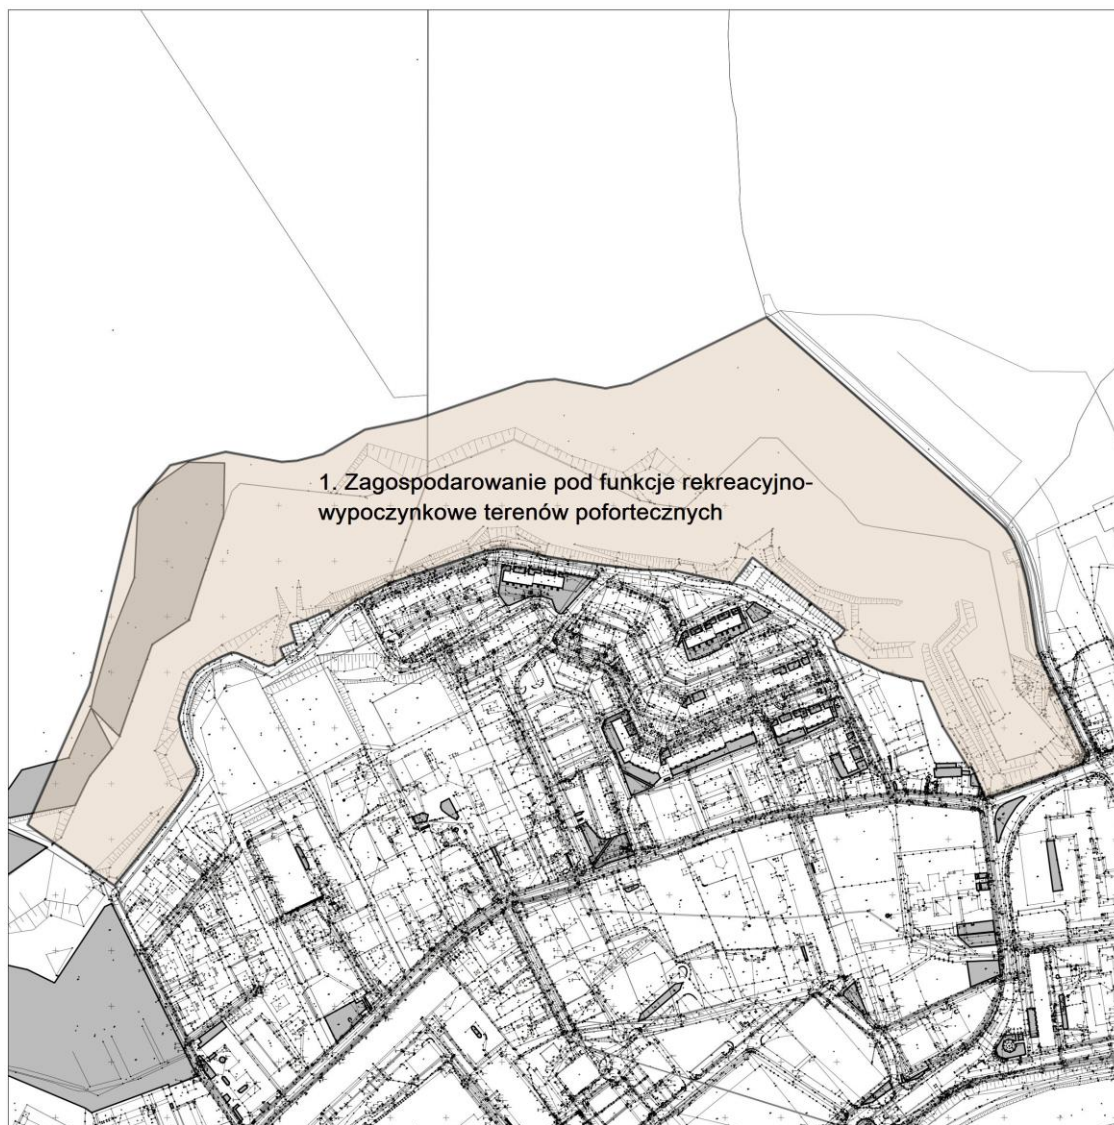 1. Zagospodarowanie pod funkcje rekreacyjno-
wypoczynkowe terenów pofortecznych